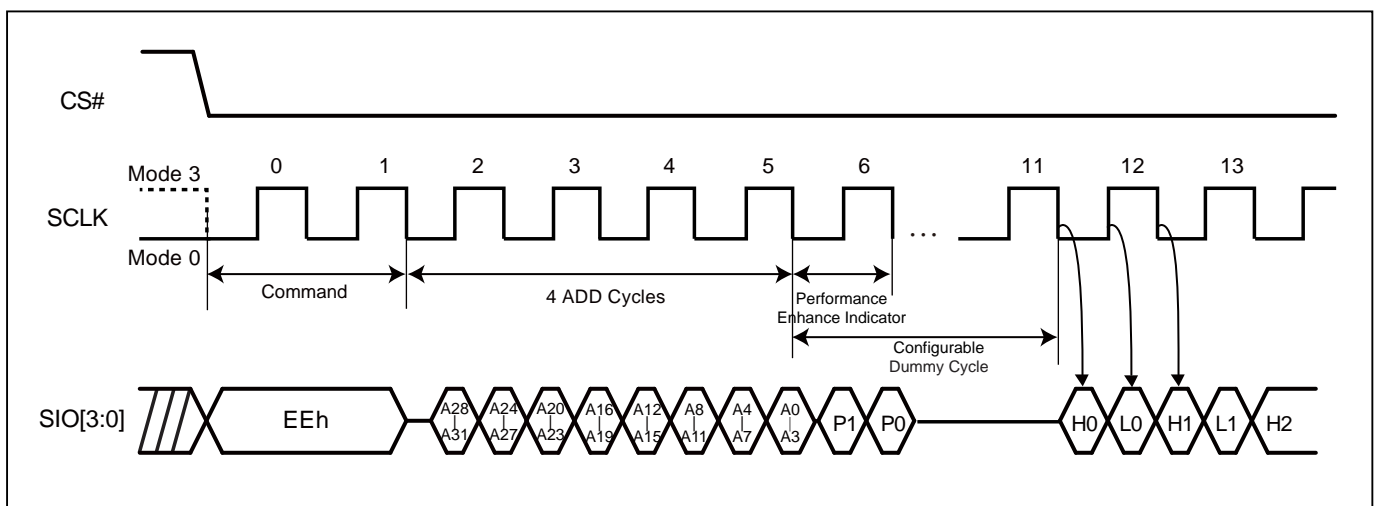 CS#
Mode 3
0 1 2 3 4 5 6 11 12 13
SCLK
...
Mode 0
Command
4 ADD Cycles
Performance
Enhance Indicator
Configurable
Dummy Cycle
SIO[3:0]
EEh
A28 | A31
A24 | A27
A20 | A23
A16 | A19
A12 | A15
A8 | A11
A4 | A7
A0 | A3
P1 P0
H0 L0 H1 L1 H2